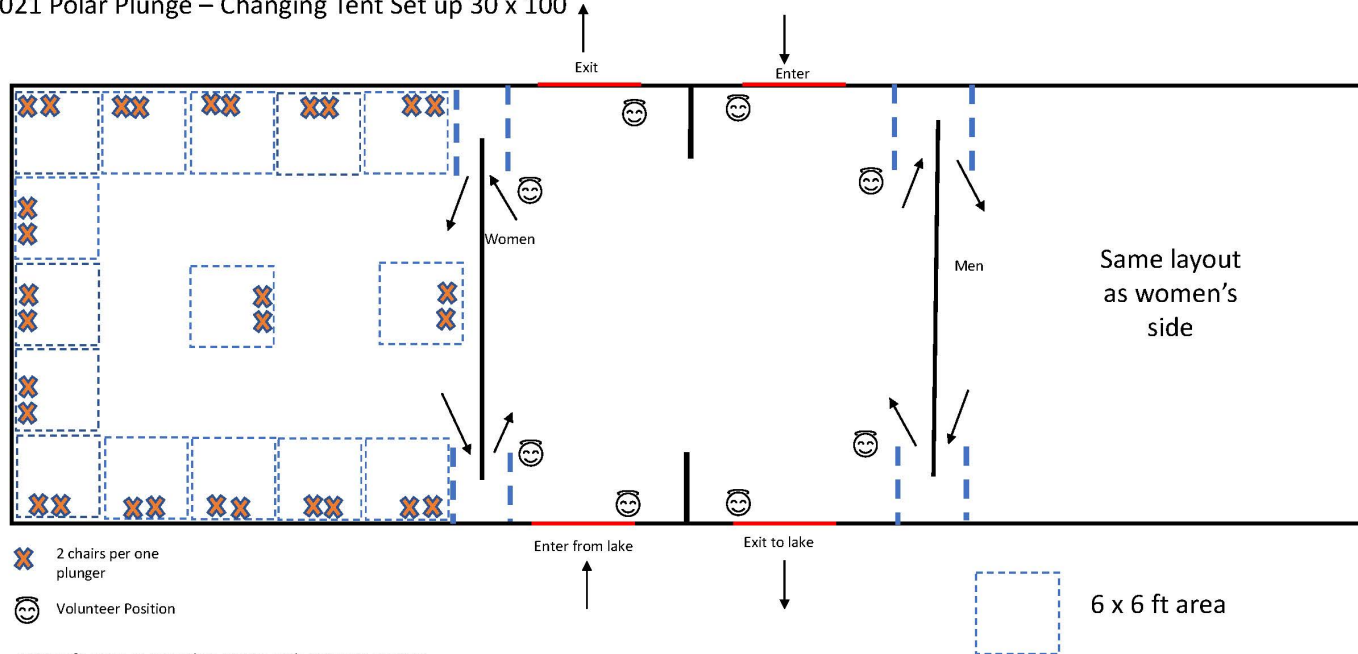 021 Polar Plunge – Changing Tent Set up 30 x 100
Exit
Enter
Women
Men
Same layout
as women's
side
Enter from lake
Exit to lake
2 chairs per one
plunger
Volunteer Position
6 x 6 ft area